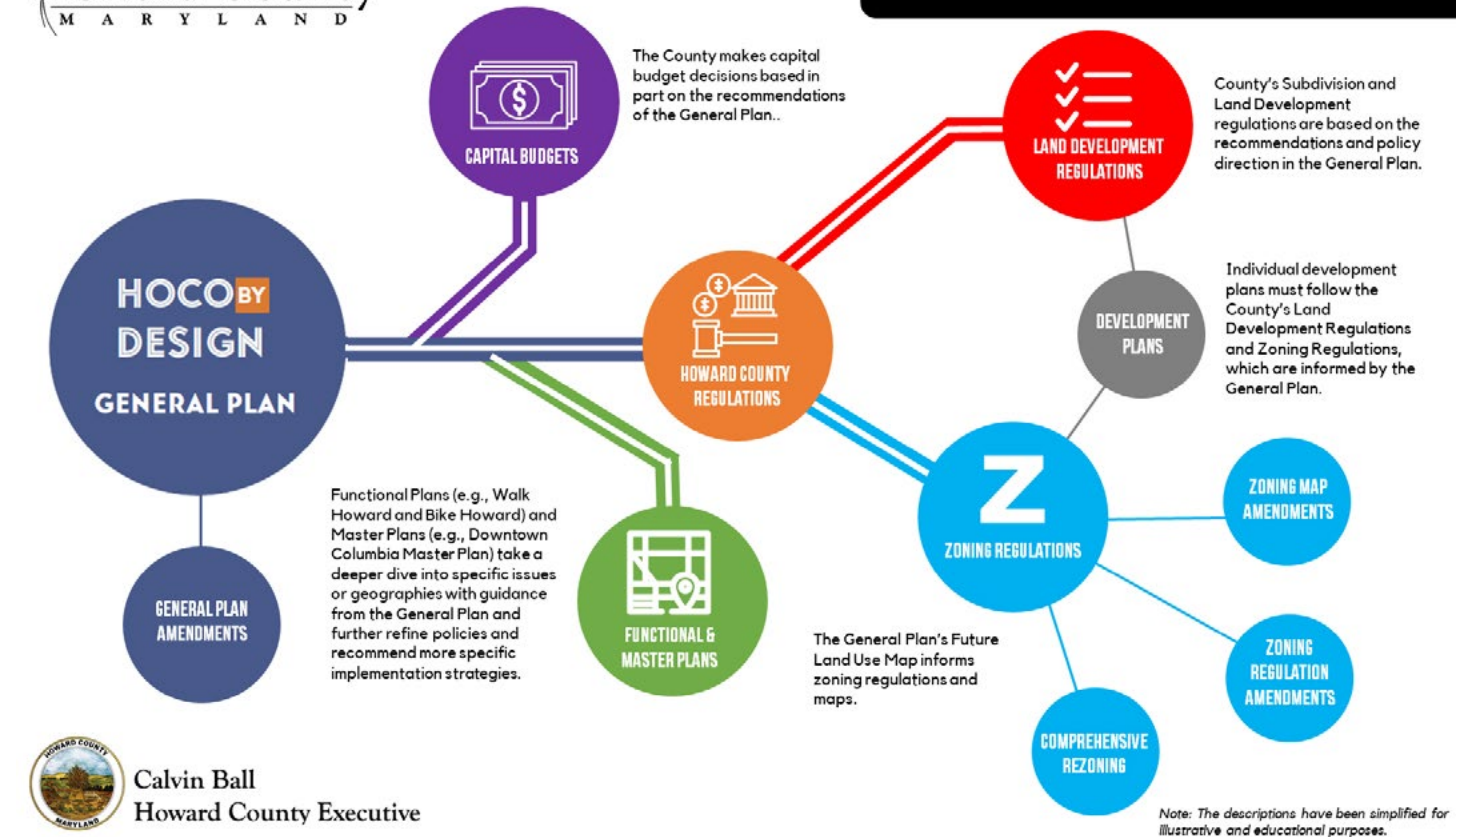 MARYLAND
The County makes capital
budget decisions based in
part on the recommendations
of the General Plan..
CAPITAL BUDGETS
LAND DEVELOPMENT
REGULATIONS
County's Subdivision and
Land Development
regulations are based on the
recommendations and policy
direction in the General Plan.
HOCO BY
DESIGN
GENERAL PLAN
HOWARD COUNTY
REGULATIONS
DEVELOPMENT
PLANS
Individual development
plans must follow the
County's Land
Development Regulations
and Zoning Regulations,
which are informed by the
General Plan.
Functional Plans (e.g., Walk
Howard and Bike Howard) and
Master Plans (e.g., Downtown
Columbia Master Plan) take a
deeper dive into specific issues
or geographies with guidance
from the General Plan and
further refine policies and
recommend more specific
implementation strategies.
GENERAL PLAN
AMENDMENTS
FUNCTIONAL &
MASTER PLANS
Z
ZONING REGULATIONS
ZONING MAP
AMENDMENTS
The General Plan's Future
Land Use Map informs
zoning regulations and
maps.
ZONING
REGULATION
AMENDMENTS
COMPREHENSIVE
REZONING
HOWARD COUNTY
MARYLAND
Calvin Ball
Howard County Executive
Note: The descriptions have been simplified for
illustrative and educational purposes.